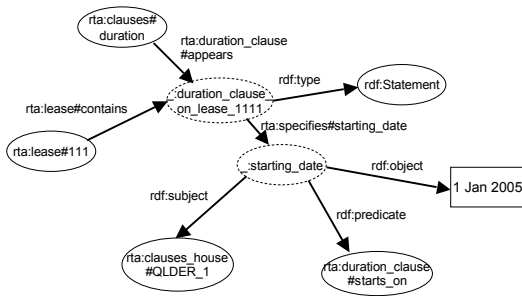 rta:clauses#
duration
rta:duration_clause
#appears
_:duration_clause_
on_lease_1111.
rdf:type
rdf:Statement
rta:lease#contains
rta:specifies#starting_date
rta:lease#111
_:starting_date
rdf:object
1 Jan 2005
rdf:subject
rdf:predicate
rta:clauses_house
#QLDER_1
rta:duration_clause
#starts_on